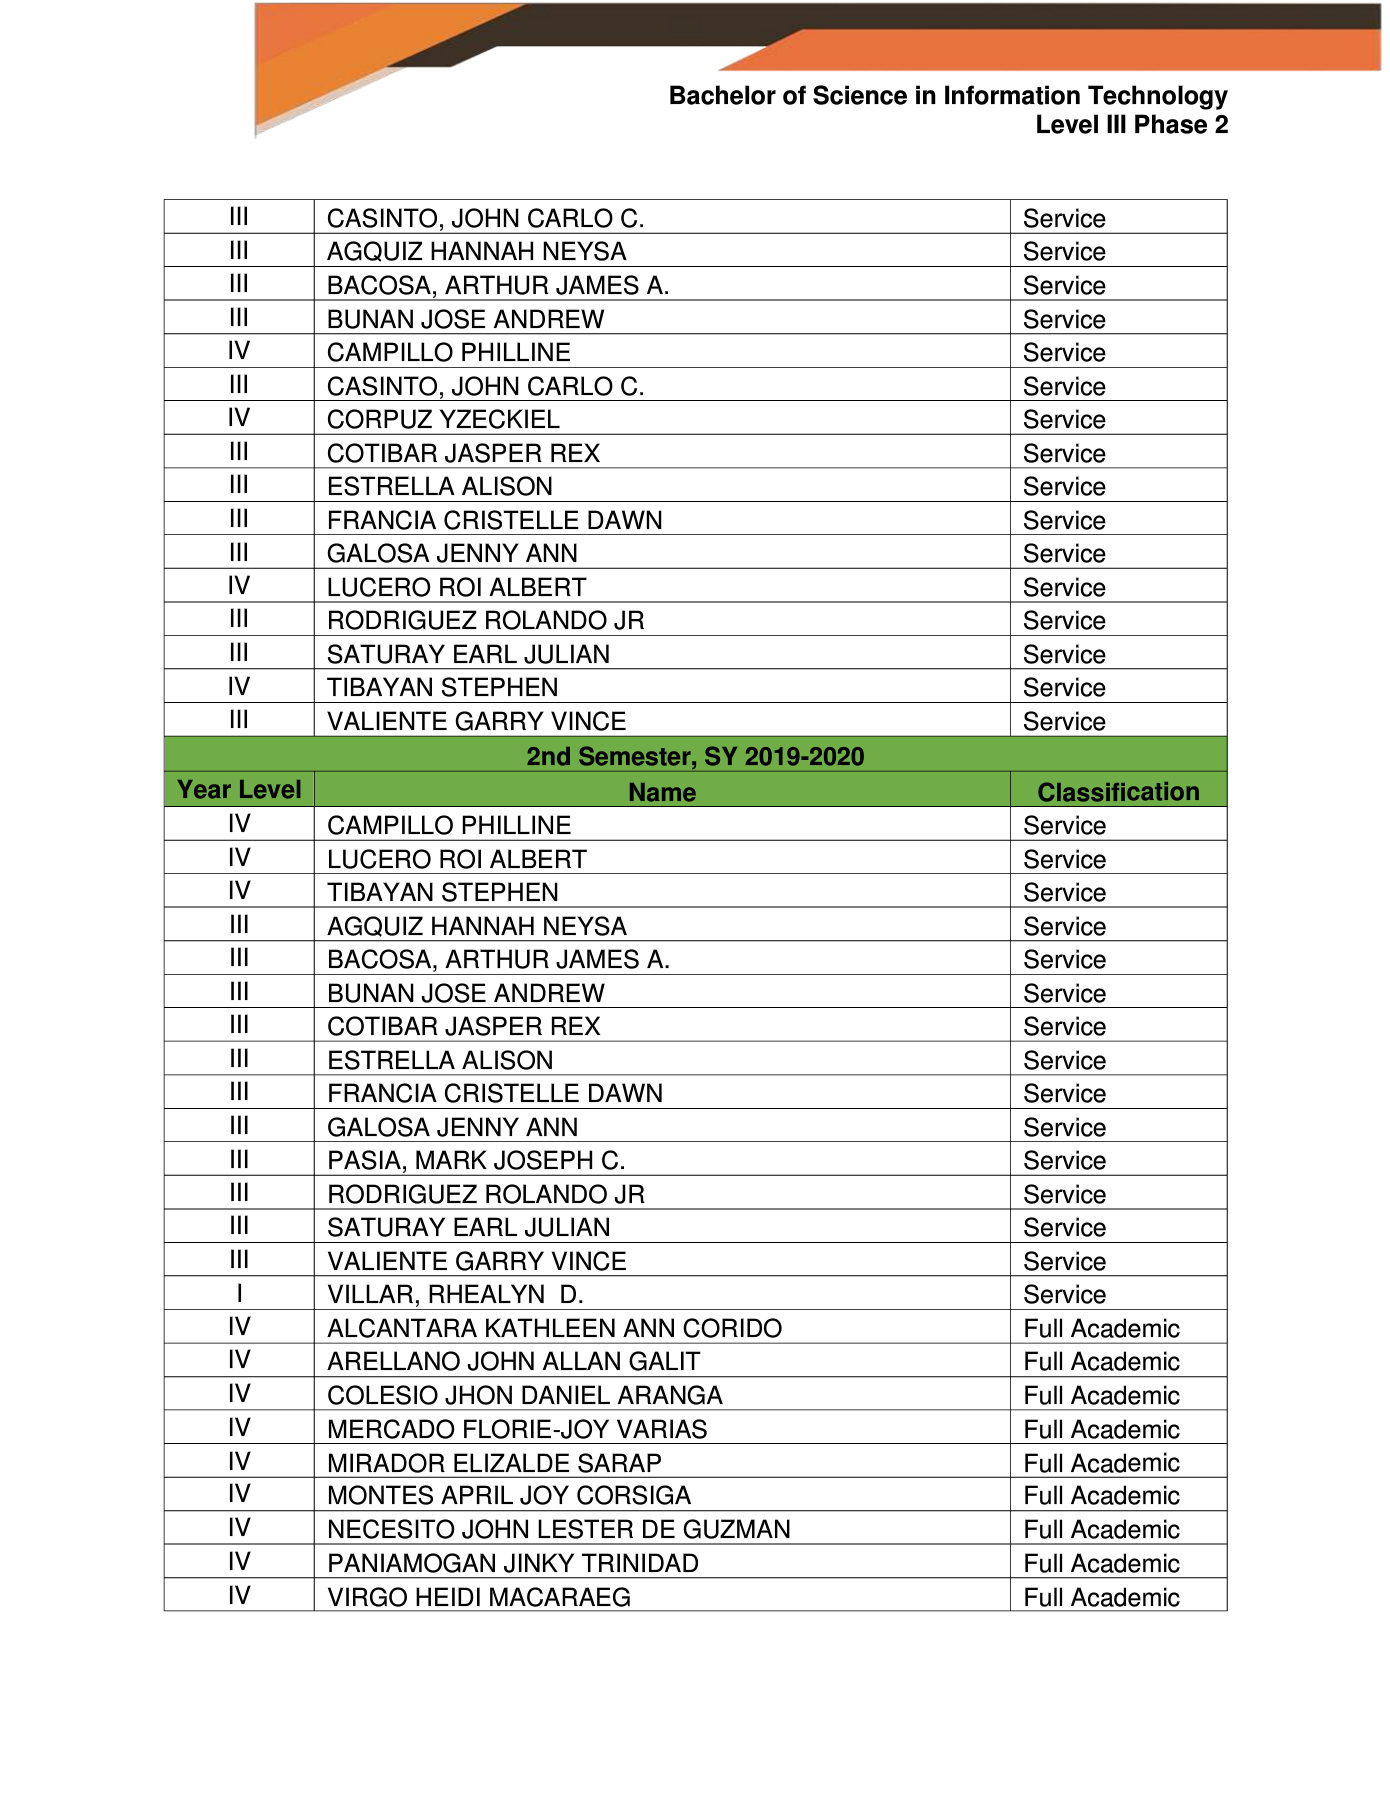 Bachelor of Science in Information Technology
Level III Phase 2
III CASINTO, JOHN CARLO C. Service
III AGQUIZ HANNAH NEYSA Service
III BACOSA, ARTHUR JAMES A. Service
III BUNAN JOSE ANDREW Service
IV CAMPILLO PHILLINE Service
III CASINTO, JOHN CARLO C. Service
IV CORPUZ YZECKIEL Service
III COTIBAR JASPER REX Service
III ESTRELLA ALISON Service
III FRANCIA CRISTELLE DAWN Service
III GALOSA JENNY ANN Service
IV LUCERO ROI ALBERT Service
III RODRIGUEZ ROLANDO JR Service
III SATURAY EARL JULIAN Service
IV TIBAYAN STEPHEN Service
III VALIENTE GARRY VINCE Service
2nd Semester, SY 2019-2020
Year Level Name Classification
IV CAMPILLO PHILLINE Service
IV LUCERO ROI ALBERT Service
IV TIBAYAN STEPHEN Service
III AGQUIZ HANNAH NEYSA Service
III BACOSA, ARTHUR JAMES A. Service
III BUNAN JOSE ANDREW Service
III COTIBAR JASPER REX Service
III ESTRELLA ALISON Service
III FRANCIA CRISTELLE DAWN Service
III GALOSA JENNY ANN Service
III PASIA, MARK JOSEPH C. Service
III RODRIGUEZ ROLANDO JR Service
III SATURAY EARL JULIAN Service
III VALIENTE GARRY VINCE Service
I VILLAR, RHEALYN  D. Service
IV ALCANTARA KATHLEEN ANN CORIDO Full Academic
IV ARELLANO JOHN ALLAN GALIT Full Academic
IV COLESIO JHON DANIEL ARANGA Full Academic
IV MERCADO FLORIE-JOY VARIAS Full Academic
IV MIRADOR ELIZALDE SARAP Full Academic
IV MONTES APRIL JOY CORSIGA Full Academic
IV NECESITO JOHN LESTER DE GUZMAN Full Academic
IV PANIAMOGAN JINKY TRINIDAD Full Academic
IV VIRGO HEIDI MACARAEG Full Academic